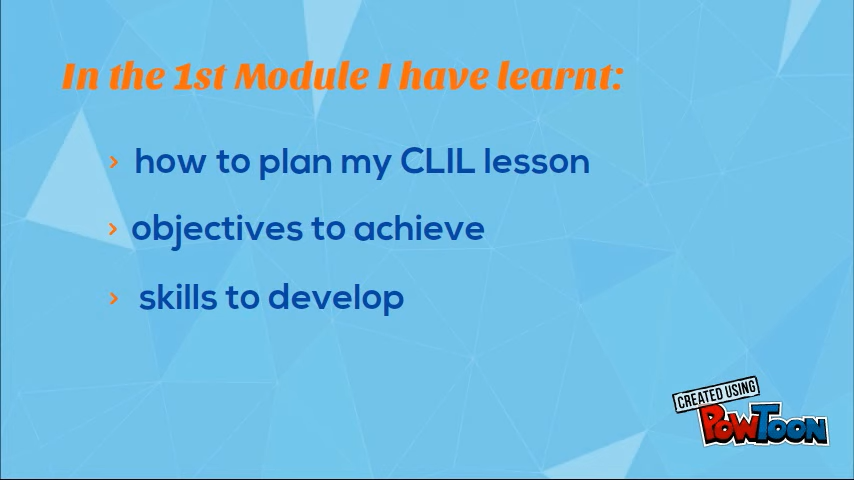 In the 1st Module I have learnt:
› how to plan my CLIL lesson
› objectives to achieve
› skills to develop
CREATED USING
POWTOON